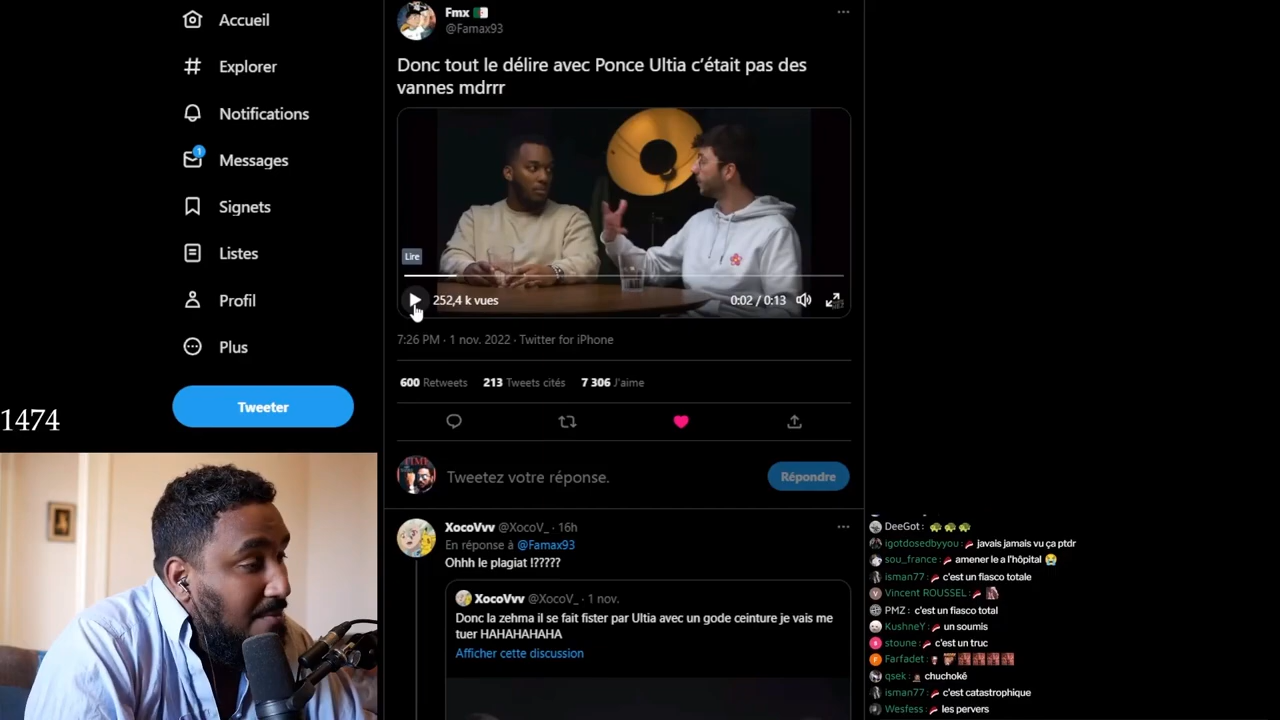 Accueil
Explorer
Notifications
1
Messages
Signets
Listes
Profil
Plus
Tweeter
1474
Fmx
@Famax93
Donc tout le délire avec Ponce Ultia c'était pas des
vannes mdrrr
Lire
252,4 k vues
0:02 / 0:13
7:26 PM · 1 nov. 2022 · Twitter for iPhone
600 Retweets 213 Tweets cités 7 306 J'aime
Tweetez votre réponse.
Répondre
XocoVvv @XocoV_ · 16h
En réponse à @Famax93
Ohhh le plagiat !?????
XocoVvv @XocoV_ · 1 nov.
Donc la zehma il se fait fister par Ultia avec un gode ceinture je vais me
tuer HAHAHAHAHA
Afficher cette discussion
DeeGot :
igotdosedbyyou : javais jamais vu ça ptdr
sou_france : amener le a l'hôpital
isman77 : c'est un fiasco totale
Vincent ROUSSEL :
PMZ : c'est un fiasco total
KushneY : un soumis
stoune : c'est un truc
Farfadet :
qsek : chuchoké
isman77 : c'est catastrophique
Wesfess : les pervers